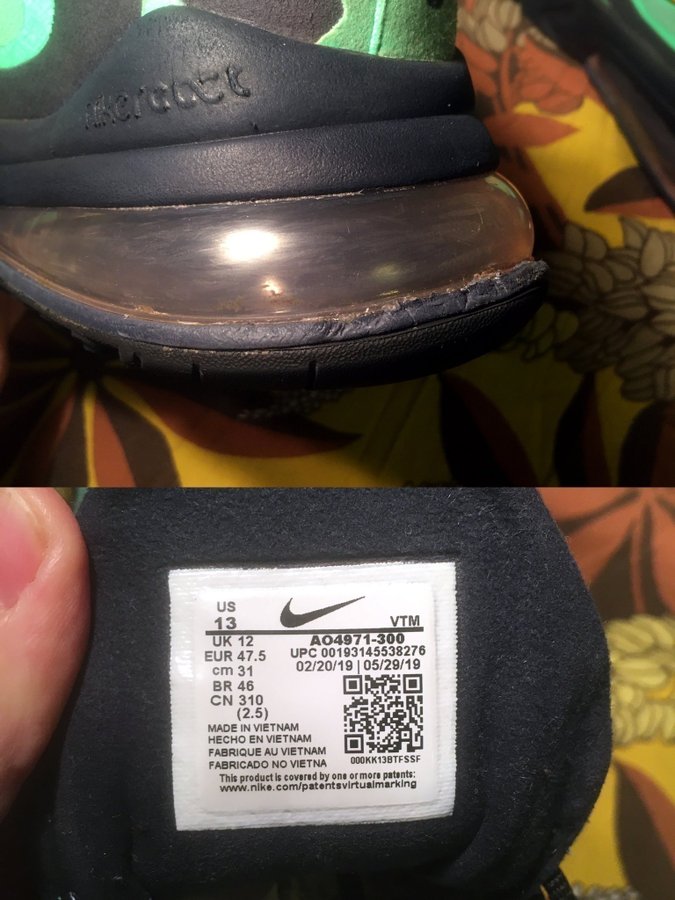 US
13
UK 12
EUR 47.5
cm 31
BR 46
CN 310
(2.5)
VTM
AO4971-300
UPC 00193145538276
02/20/19 | 05/29/19
000KK13BTFSSF
MADE IN VIETNAM
HECHO EN VIETNAM
FABRIQUE AU VIETNAM
FABRICADO NO VIETNA
This product is covered by one or more patents:
www.nike.com/patentsvirtualmarking